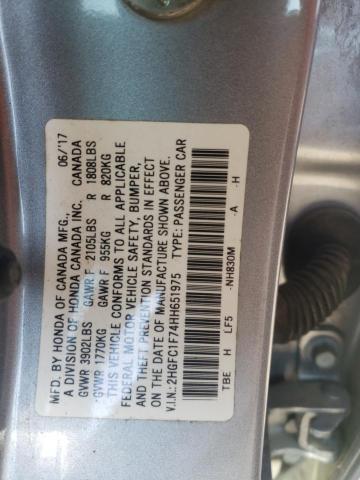 MFD. BY HONDA OF CANADA MFG., 06/'17
A DIVISION OF HONDA CANADA INC. CANADA
GVWR 3902LBS GAWR F 2105LBS R 1808LBS
GVWR 1770KG GAWR F 955KG R 820KG
THIS VEHICLE CONFORMS TO ALL APPLICABLE
FEDERAL MOTOR VEHICLE SAFETY, BUMPER,
AND THEFT PREVENTION STANDARDS IN EFFECT
ON THE DATE OF MANUFACTURE SHOWN ABOVE.
V.I.N.: 2HGFC1F74HH651975 TYPE: PASSENGER CAR
TBE H LF5 -NH830M -A -H